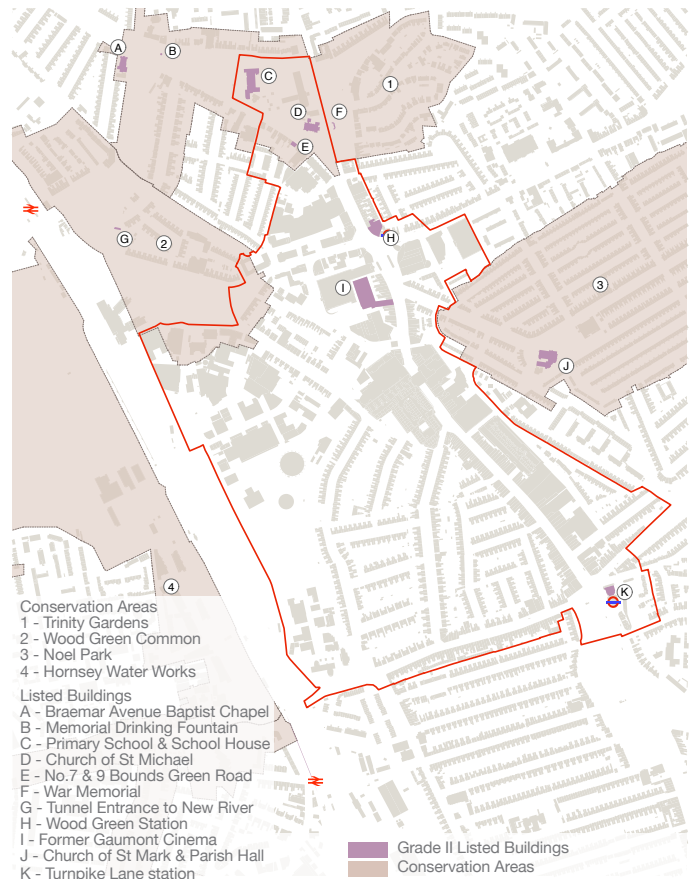 A
B
C
D
E
F
1
G
2
H
I
3
J
4
K
Conservation Areas
1 - Trinity Gardens
2 - Wood Green Common
3 - Noel Park
4 - Hornsey Water Works
Listed Buildings
A - Braemar Avenue Baptist Chapel
B - Memorial Drinking Fountain
C - Primary School & School House
D - Church of St Michael
E - No.7 & 9 Bounds Green Road
F - War Memorial
G - Tunnel Entrance to New River
H - Wood Green Station
I - Former Gaumont Cinema
J - Church of St Mark & Parish Hall
K - Turnpike Lane station
Grade II Listed Buildings
Conservation Areas